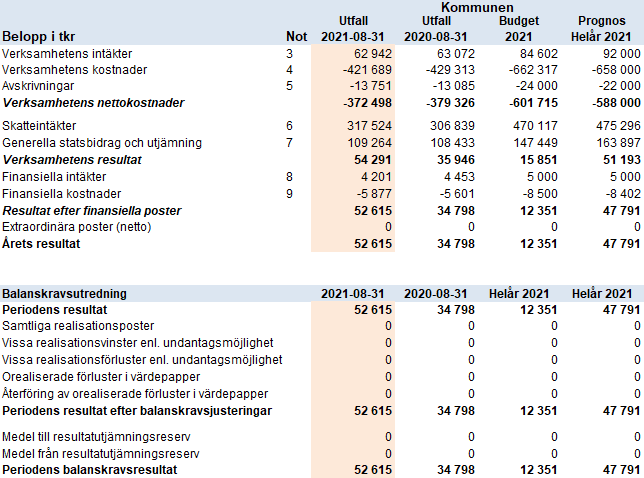 Kommunen
Utfall Utfall Budget Prognos
Belopp i tkr Not 2021-08-31 2020-08-31 2021 Helår 2021
Verksamhetens intäkter 3 62 942 63 072 84 602 92 000
Verksamhetens kostnader 4 -421 689 -429 313 -662 317 -658 000
Avskrivningar 5 -13 751 -13 085 -24 000 -22 000
Verksamhetens nettokostnader -372 498 -379 326 -601 715 -588 000
Skatteintäkter 6 317 524 306 839 470 117 475 296
Generella statsbidrag och utjämning 7 109 264 108 433 147 449 163 897
Verksamhetens resultat 54 291 35 946 15 851 51 193
Finansiella intäkter 8 4 201 4 453 5 000 5 000
Finansiella kostnader 9 -5 877 -5 601 -8 500 -8 402
Resultat efter finansiella poster 52 615 34 798 12 351 47 791
Extraordinära poster (netto) 0 0 0 0
Årets resultat 52 615 34 798 12 351 47 791
Balanskravsutredning 2021-08-31 2020-08-31 Helår 2021 Helår 2021
Periodens resultat 52 615 34 798 12 351 47 791
Samtliga realisationsposter 0 0 0 0
Vissa realisationsvinster enl. undantagsmöjlighet 0 0 0 0
Vissa realisationsförluster enl. undantagsmöjlighet 0 0 0 0
Orealiserade förluster i värdepapper 0 0 0 0
Återföring av orealiserade förluster i värdepapper 0 0 0 0
Periodens resultat efter balanskravsjusteringar 52 615 34 798 12 351 47 791
Medel till resultatutjämningsreserv 0 0 0 0
Medel från resultatutjämningsreserv 0 0 0 0
Periodens balanskravsresultat 52 615 34 798 12 351 47 791